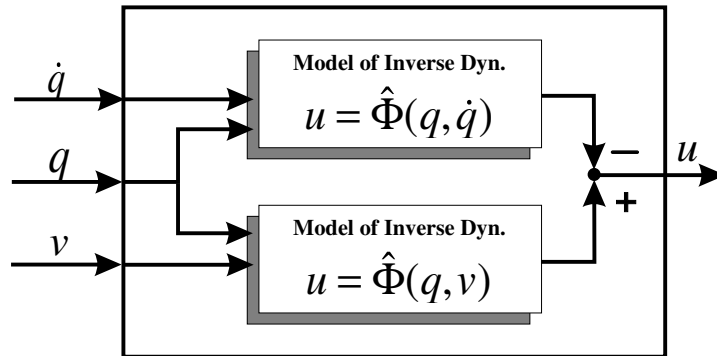 q̇
Model of Inverse Dyn.
u = Φ̂(q, q̇)
q
−
u
+
v
Model of Inverse Dyn.
u = Φ̂(q, v)